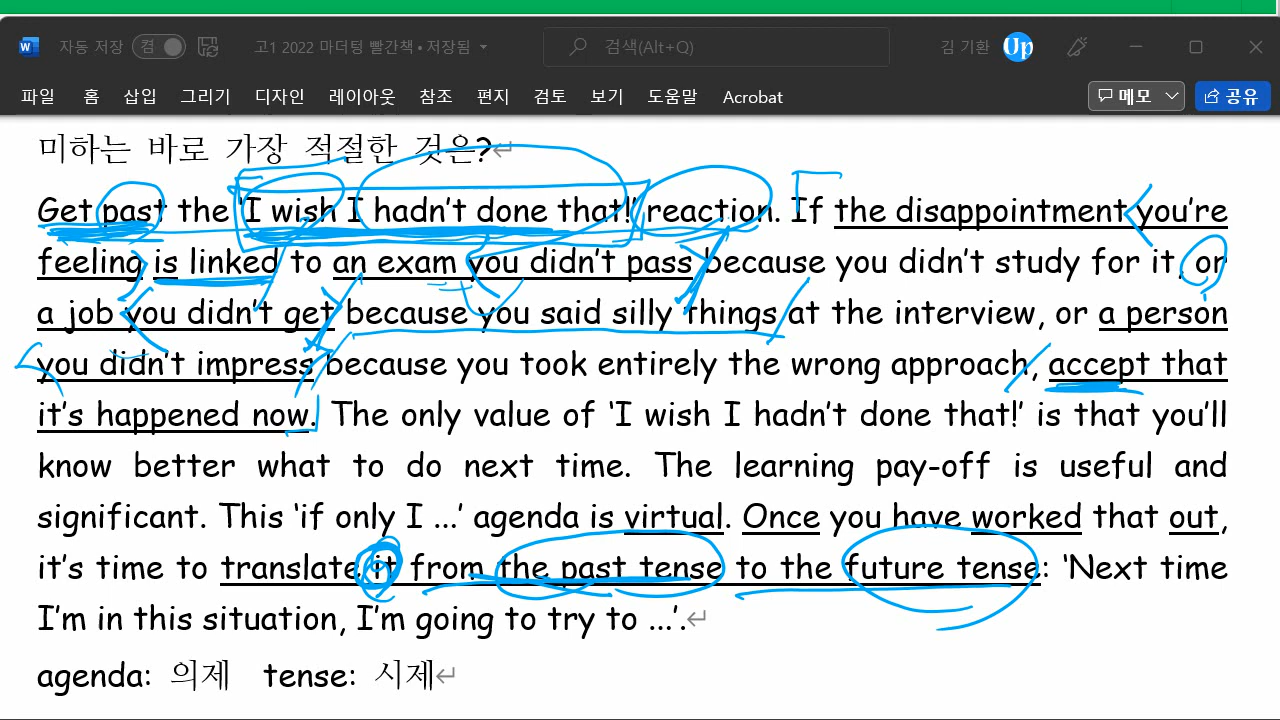 자동 저장 켬 고1 2022 마더텅 빨간책 • 저장됨 검색(Alt+Q) 김 기환 Up
파일 홈 삽입 그리기 디자인 레이아웃 참조 편지 검토 보기 도움말 Acrobat 메모 공유
미하는 바로 가장 적절한 것은?
Get past the ‘I wish I hadn’t done that!’ reaction. If the disappointment you’re
feeling is linked to an exam you didn’t pass because you didn’t study for it, or
a job you didn’t get because you said silly things at the interview, or a person
you didn’t impress because you took entirely the wrong approach, accept that
it’s happened now. The only value of ‘I wish I hadn’t done that!’ is that you’ll
know better what to do next time. The learning pay-off is useful and
significant. This ‘if only I ...’ agenda is virtual. Once you have worked that out,
it’s time to translate it from the past tense to the future tense: ‘Next time
I’m in this situation, I’m going to try to ...’.
agenda: 의제 tense: 시제